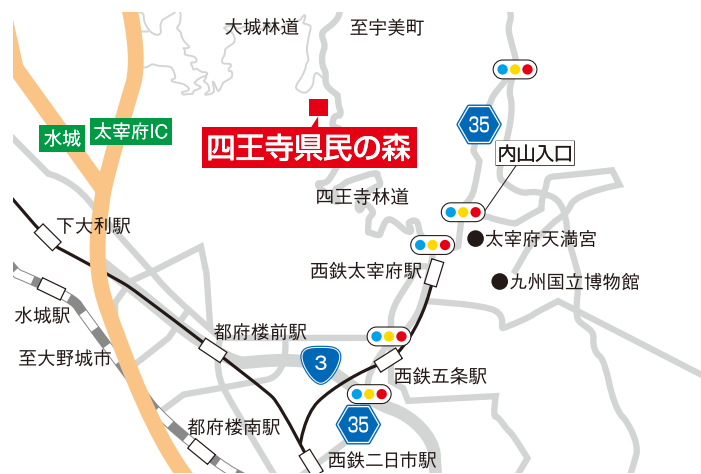 大城林道
至宇美町
35
水城
太宰府IC
四王寺県民の森
内山入口
四王寺林道
下大利駅
太宰府天満宮
西鉄太宰府駅
九州国立博物館
水城駅
都府楼前駅
至大野城市
3
西鉄五条駅
都府楼南駅
35
西鉄二日市駅